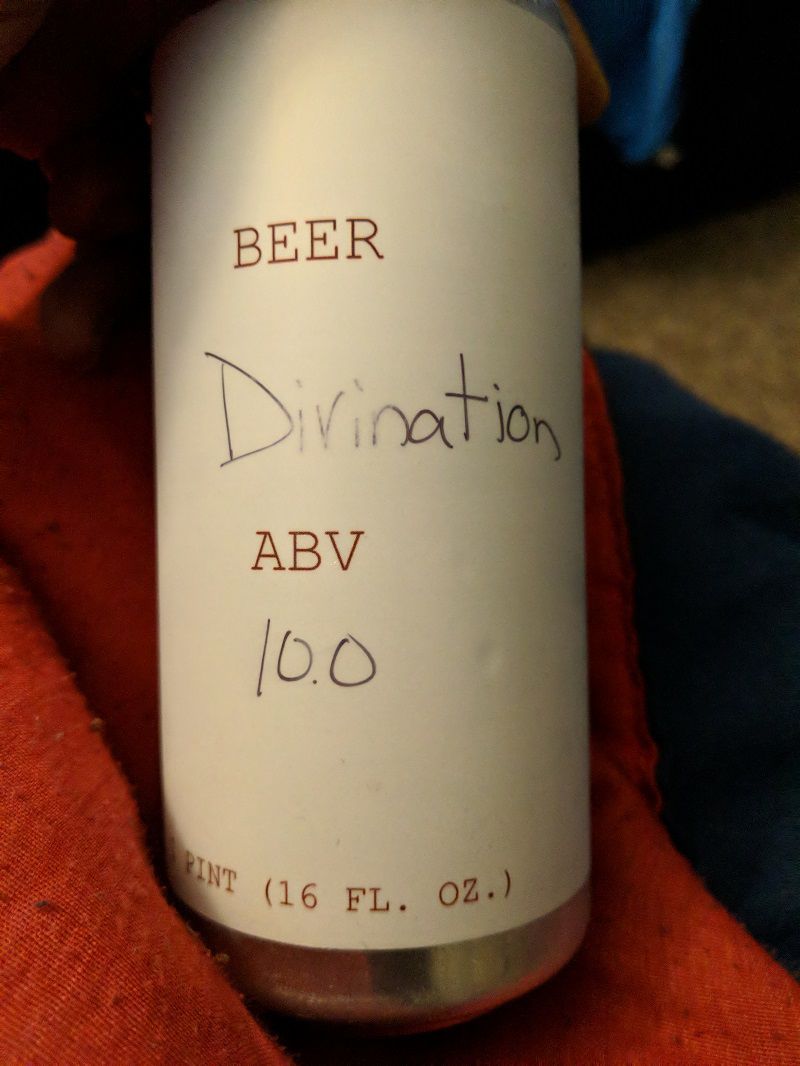 BEER
Divination
ABV
10.0
PINT (16 FL. OZ.)